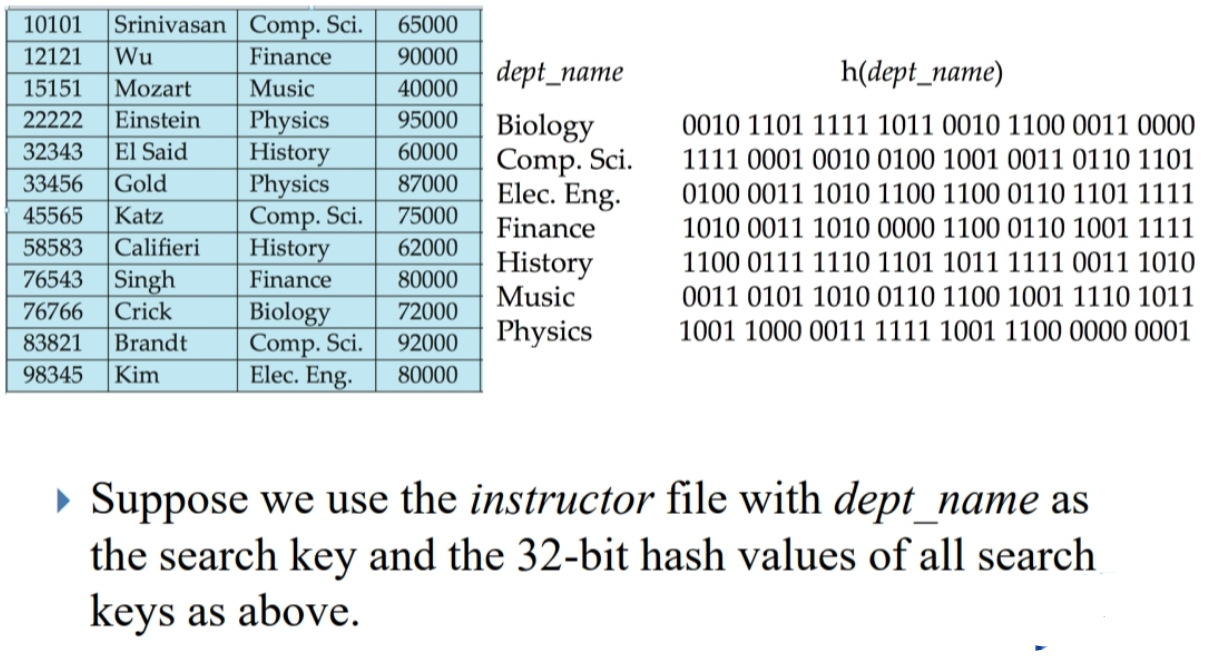 10101 Srinivasan Comp. Sci. 65000
12121 Wu Finance 90000
15151 Mozart Music 40000
22222 Einstein Physics 95000
32343 El Said History 60000
33456 Gold Physics 87000
45565 Katz Comp. Sci. 75000
58583 Califieri History 62000
76543 Singh Finance 80000
76766 Crick Biology 72000
83821 Brandt Comp. Sci. 92000
98345 Kim Elec. Eng. 80000
dept_name h(dept_name)
Biology 0010 1101 1111 1011 0010 1100 0011 0000
Comp. Sci. 1111 0001 0010 0100 1001 0011 0110 1101
Elec. Eng. 0100 0011 1010 1100 1100 0110 1101 1111
Finance 1010 0011 1010 0000 1100 0110 1001 1111
History 1100 0111 1110 1101 1011 1111 0011 1010
Music 0011 0101 1010 0110 1100 1001 1110 1011
Physics 1001 1000 0011 1111 1001 1100 0000 0001
Suppose we use the instructor file with dept_name as
the search key and the 32-bit hash values of all search
keys as above.